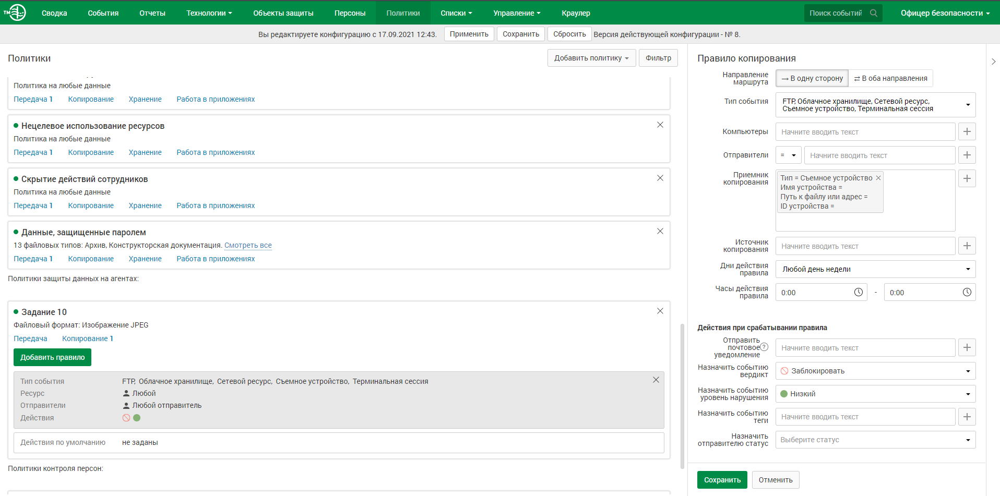 TM
Сводка
События
Отчеты
Технологии
Объекты защиты
Персоны
Политики
Списки
Управление
Краулер
Поиск событий
Офицер безопасности
Вы редактируете конфигурацию с 17.09.2021 12:43.
Применить
Сохранить
Сбросить
Версия действующей конфигурации - № 8.
Политики
Добавить политику
Фильтр
Политика на любые данные
Передача 1 Копирование Хранение Работа в приложениях
Нецелевое использование ресурсов
Политика на любые данные
Передача 1 Копирование Хранение Работа в приложениях
Скрытие действий сотрудников
Политика на любые данные
Передача 1 Копирование Хранение Работа в приложениях
Данные, защищенные паролем
13 файловых типов: Архив, Конструкторская документация. Смотреть все
Передача 1 Копирование Хранение Работа в приложениях
Политики защиты данных на агентах:
Задание 10
Файловый формат: Изображение JPEG
Передача Копирование 1
Добавить правило
Тип события FTP, Облачное хранилище, Сетевой ресурс, Съемное устройство, Терминальная сессия
Ресурс Любой
Отправители Любой отправитель
Действия
Действия по умолчанию не заданы
Политики контроля персон:
Правило копирования
Направление
маршрута
→ В одну сторону
⇄ В оба направления
Тип события
FTP, Облачное хранилище, Сетевой ресурс,
Съемное устройство, Терминальная сессия
Компьютеры
Начните вводить текст
Отправители
=
Начните вводить текст
Приемник
копирования
Тип = Съемное устройство
Имя устройства =
Путь к файлу или адрес =
ID устройства =
Источник
копирования
Начните вводить текст
Дни действия
правила
Любой день недели
Часы действия
правила
0:00 - 0:00
Действия при срабатывании правила
Отправить
почтовое
уведомление
?
Начните вводить текст
Назначить событию
вердикт
Заблокировать
Назначить событию
уровень нарушения
Низкий
Назначить событию
теги
Начните вводить текст
Назначить
отправителю статус
Выберите статус
Сохранить
Отменить